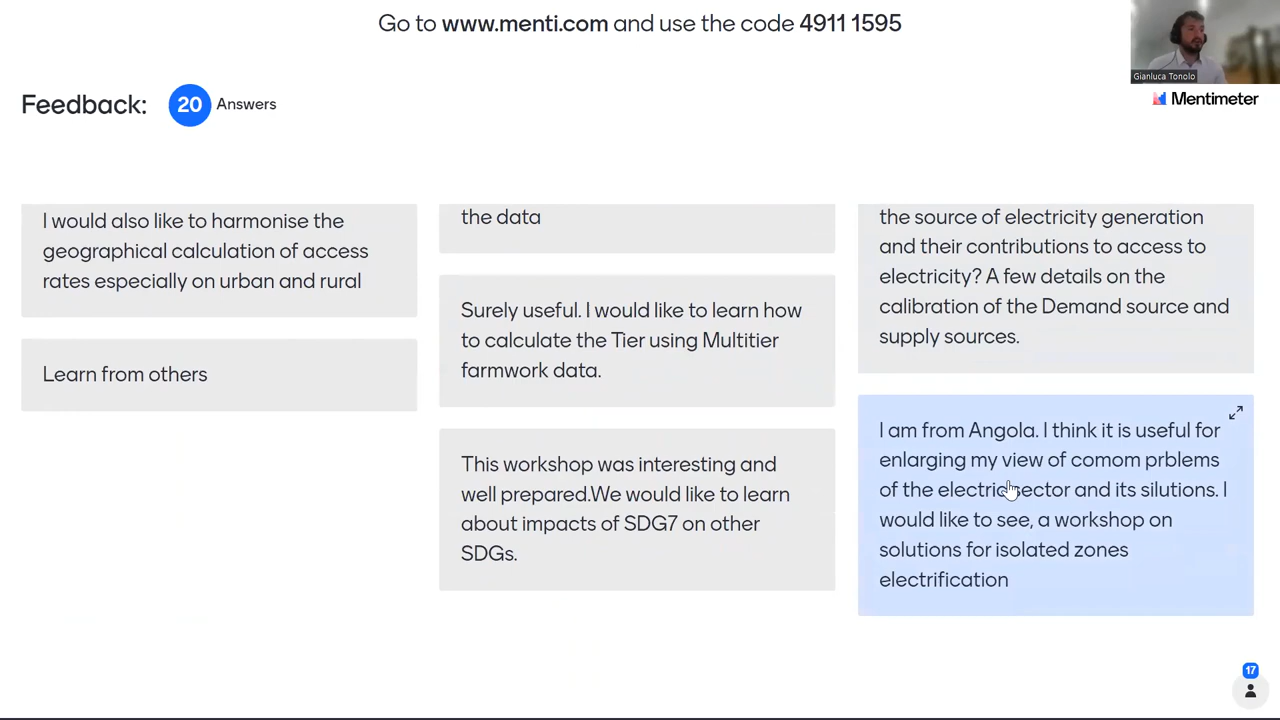 Go to www.menti.com and use the code 4911 1595
Gianluca Tonolo
Mentimeter
Feedback:
20
Answers
I would also like to harmonise the
geographical calculation of access
rates especially on urban and rural
Learn from others
the data
Surely useful. I would like to learn how
to calculate the Tier using Multitier
farmwork data.
This workshop was interesting and
well prepared.We would like to learn
about impacts of SDG7 on other
SDGs.
the source of electricity generation
and their contributions to access to
electricity? A few details on the
calibration of the Demand source and
supply sources.
I am from Angola. I think it is useful for
enlarging my view of comom prblems
of the electric sector and its silutions. I
would like to see, a workshop on
solutions for isolated zones
electrification
17